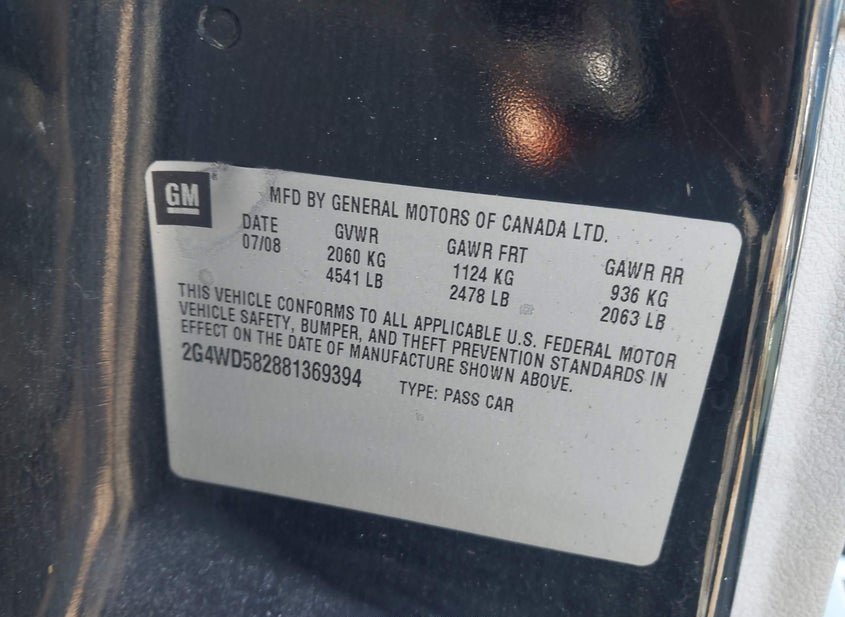 GM
MFD BY GENERAL MOTORS OF CANADA LTD.
DATE GVWR GAWR FRT GAWR RR
07/08 2060 KG 1124 KG 936 KG
4541 LB 2478 LB 2063 LB
THIS VEHICLE CONFORMS TO ALL APPLICABLE U.S. FEDERAL MOTOR
VEHICLE SAFETY, BUMPER, AND THEFT PREVENTION STANDARDS IN
EFFECT ON THE DATE OF MANUFACTURE SHOWN ABOVE.
2G4WD582881369394 TYPE: PASS CAR